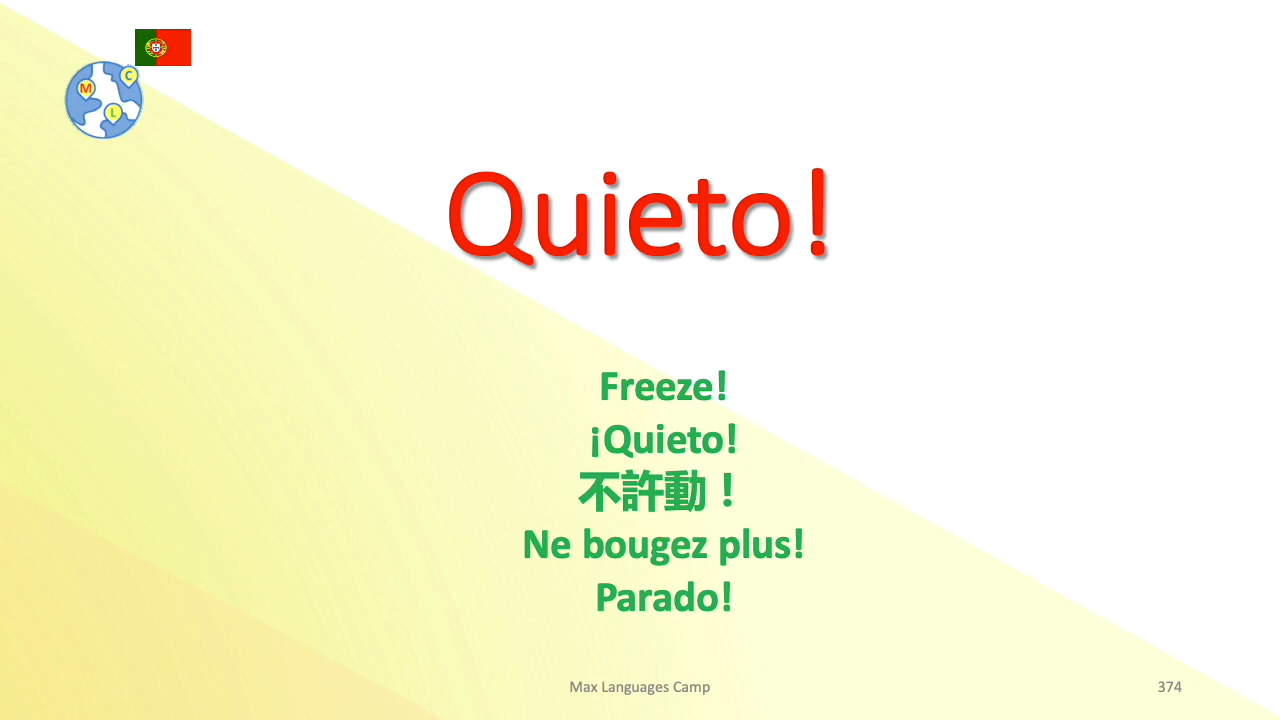 C
M
L
Quieto!
Freeze!
¡Quieto!
不許動！
Ne bougez plus!
Parado!
Max Languages Camp
374